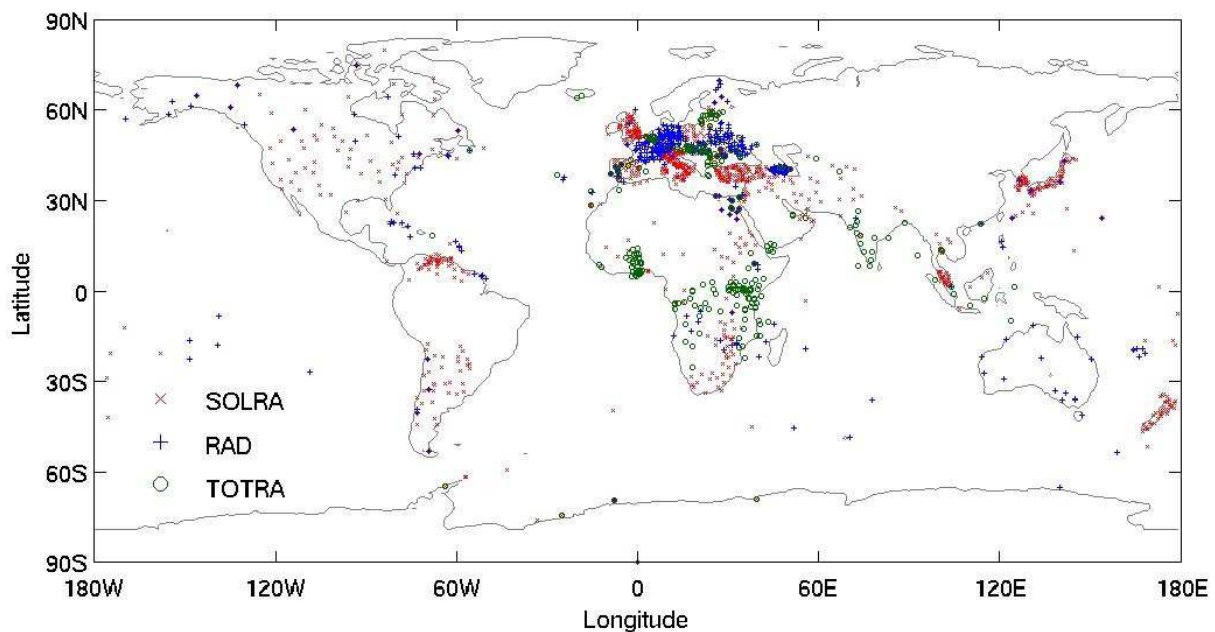 90N
60N
30N
0
30S
60S
90S
Latitude
SOLRA
RAD
TOTRA
180W
120W
60W
0
60E
120E
180E
Longitude